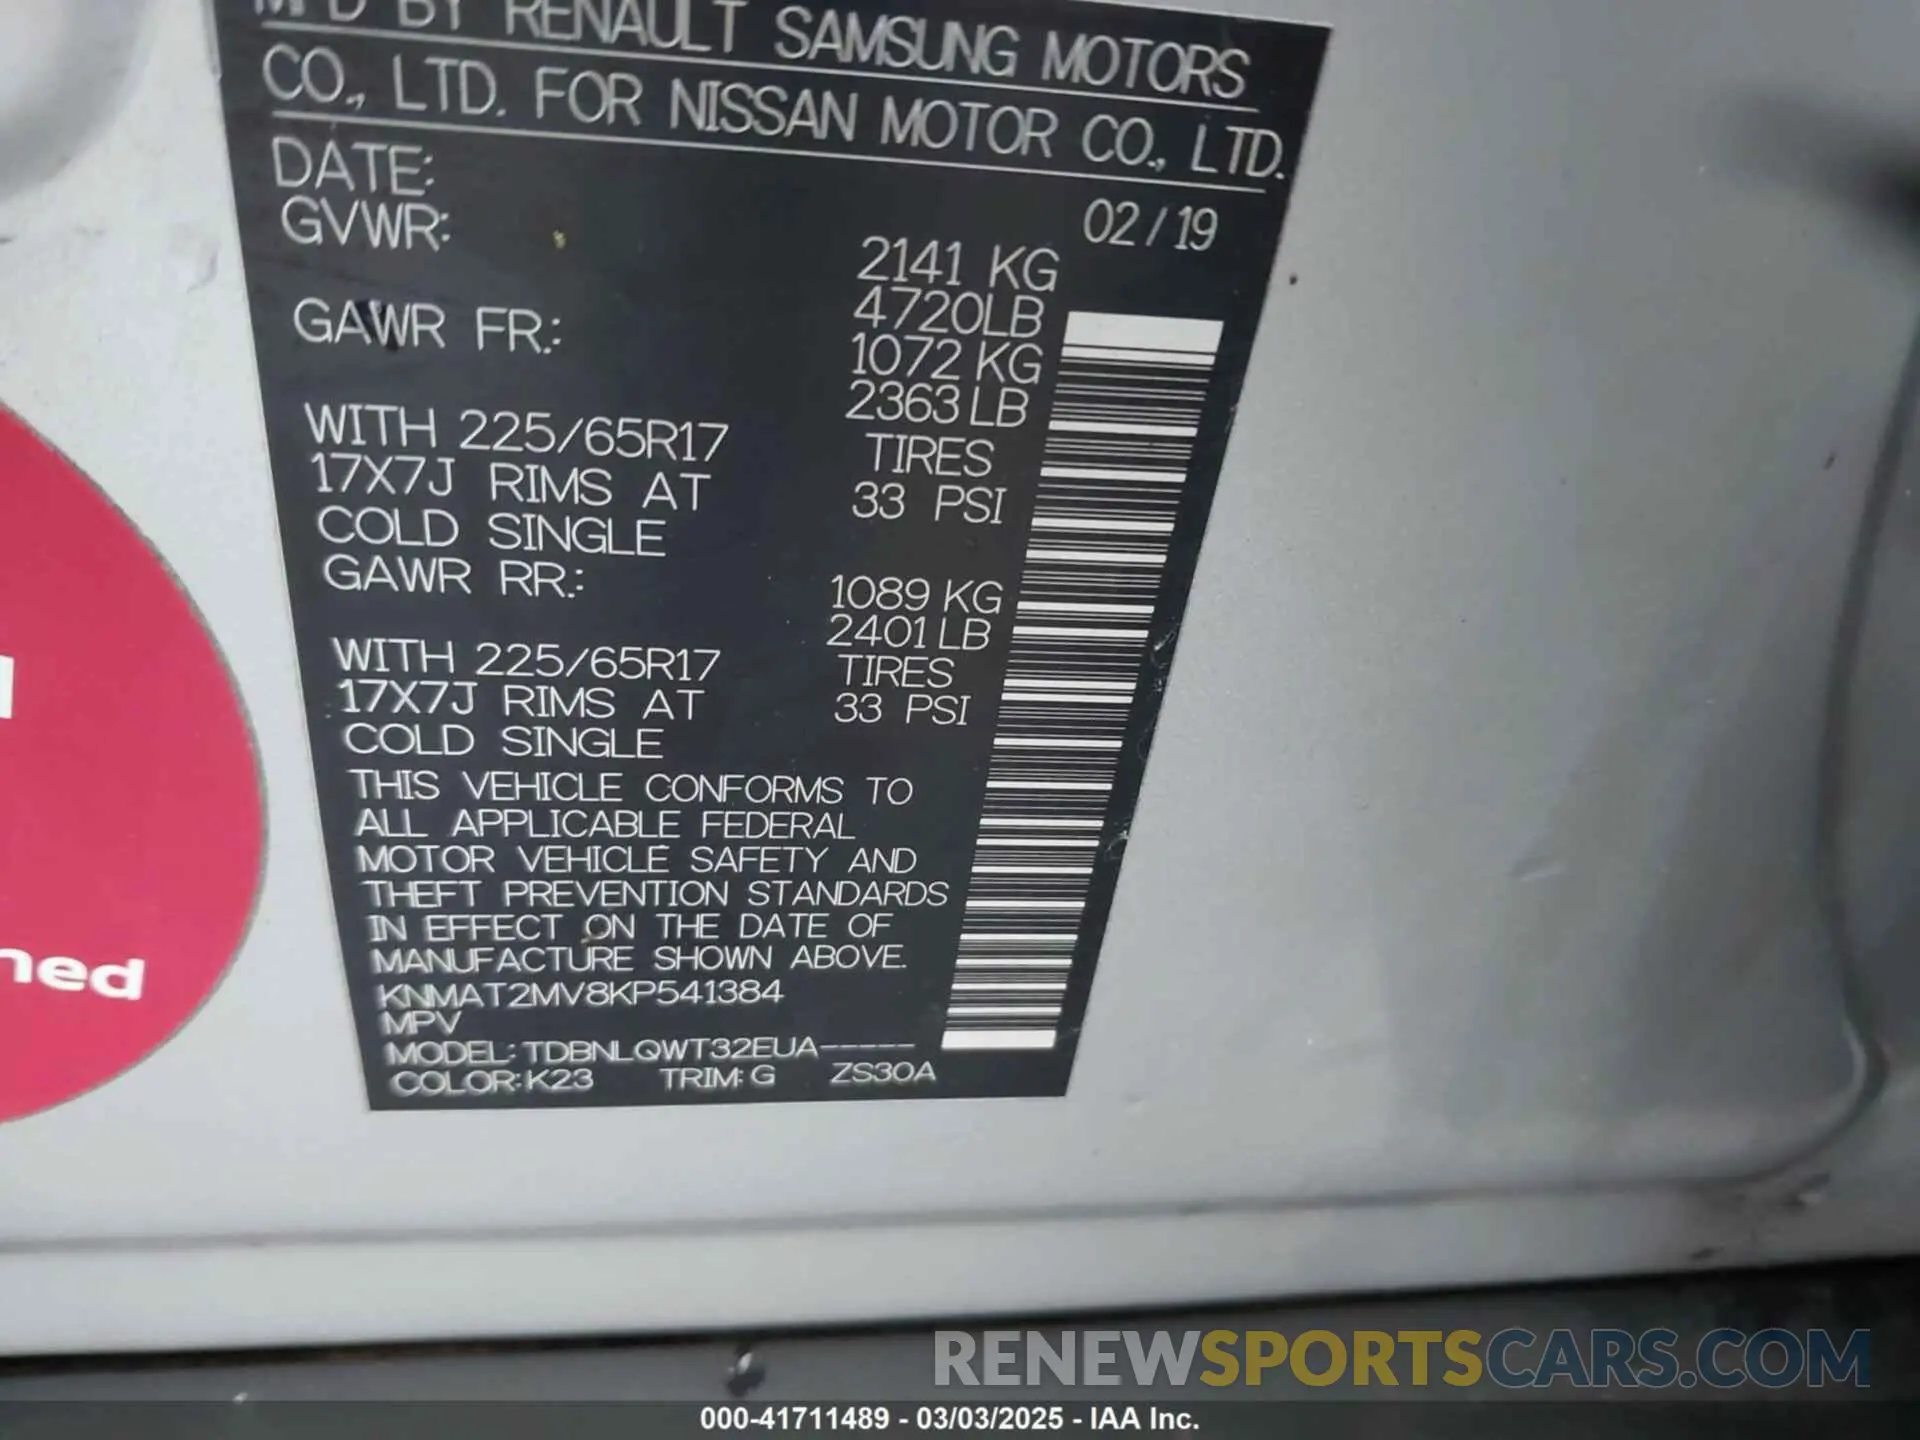 MFD BY RENAULT SAMSUNG MOTORS
CO., LTD. FOR NISSAN MOTOR CO., LTD.
DATE: 02/19
GVWR: 2141 KG
4720LB
GAWR FR.: 1072 KG
2363 LB
WITH 225/65R17 TIRES
17X7J RIMS AT 33 PSI
COLD SINGLE
GAWR RR.: 1089 KG
2401 LB
WITH 225/65R17 TIRES
17X7J RIMS AT 33 PSI
COLD SINGLE
THIS VEHICLE CONFORMS TO
ALL APPLICABLE FEDERAL
MOTOR VEHICLE SAFETY AND
THEFT PREVENTION STANDARDS
IN EFFECT ON THE DATE OF
MANUFACTURE SHOWN ABOVE.
KNMAT2MV8KP541384
MPV
MODEL: TDBNLQWT32EUA-----
COLOR: K23 TRIM: G ZS30A
RENEWSPORTSCARS.COM
000-41711489 - 03/03/2025 - IAA Inc.